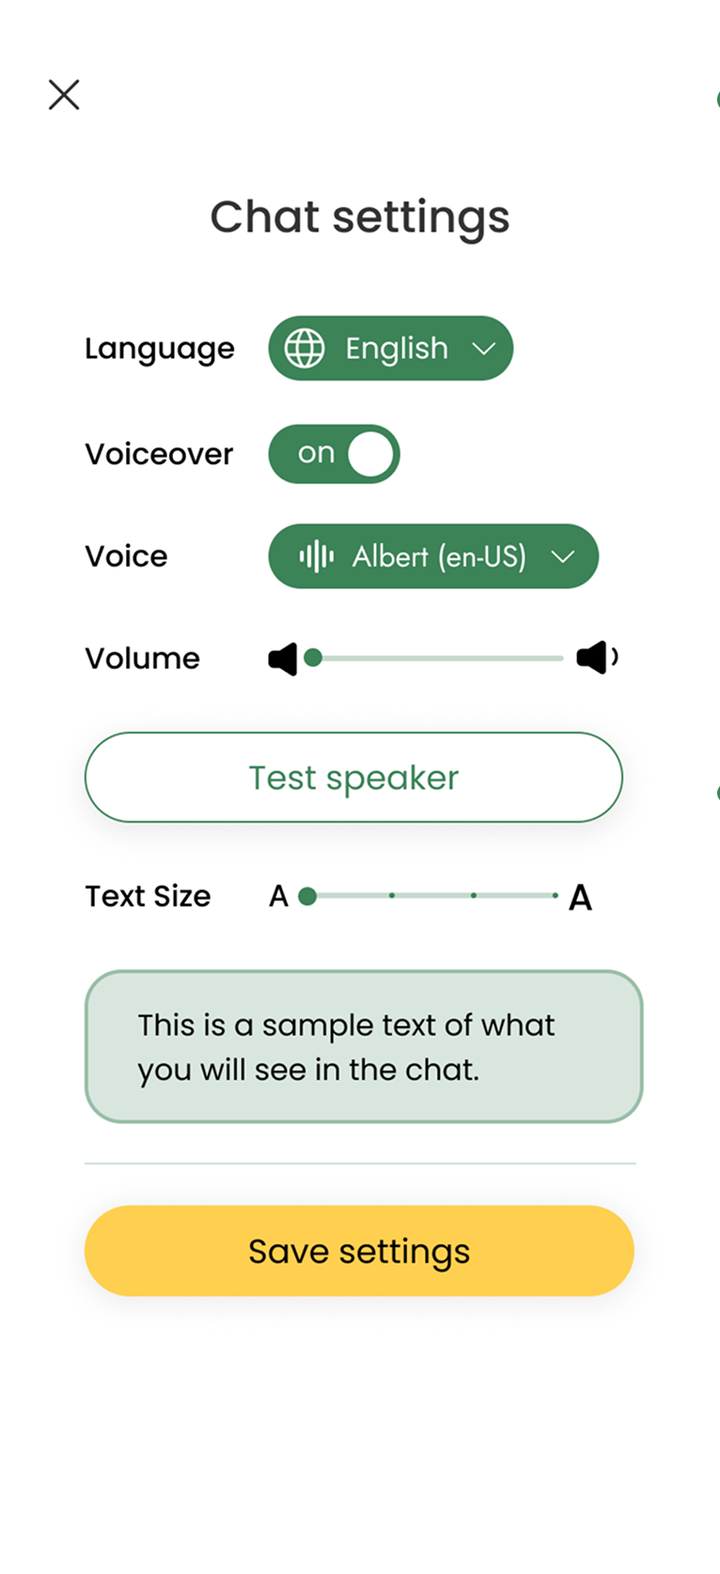 Chat settings
Language English
Voiceover on
Voice Albert (en-US)
Volume
Test speaker
Text Size A A
This is a sample text of what
you will see in the chat.
Save settings